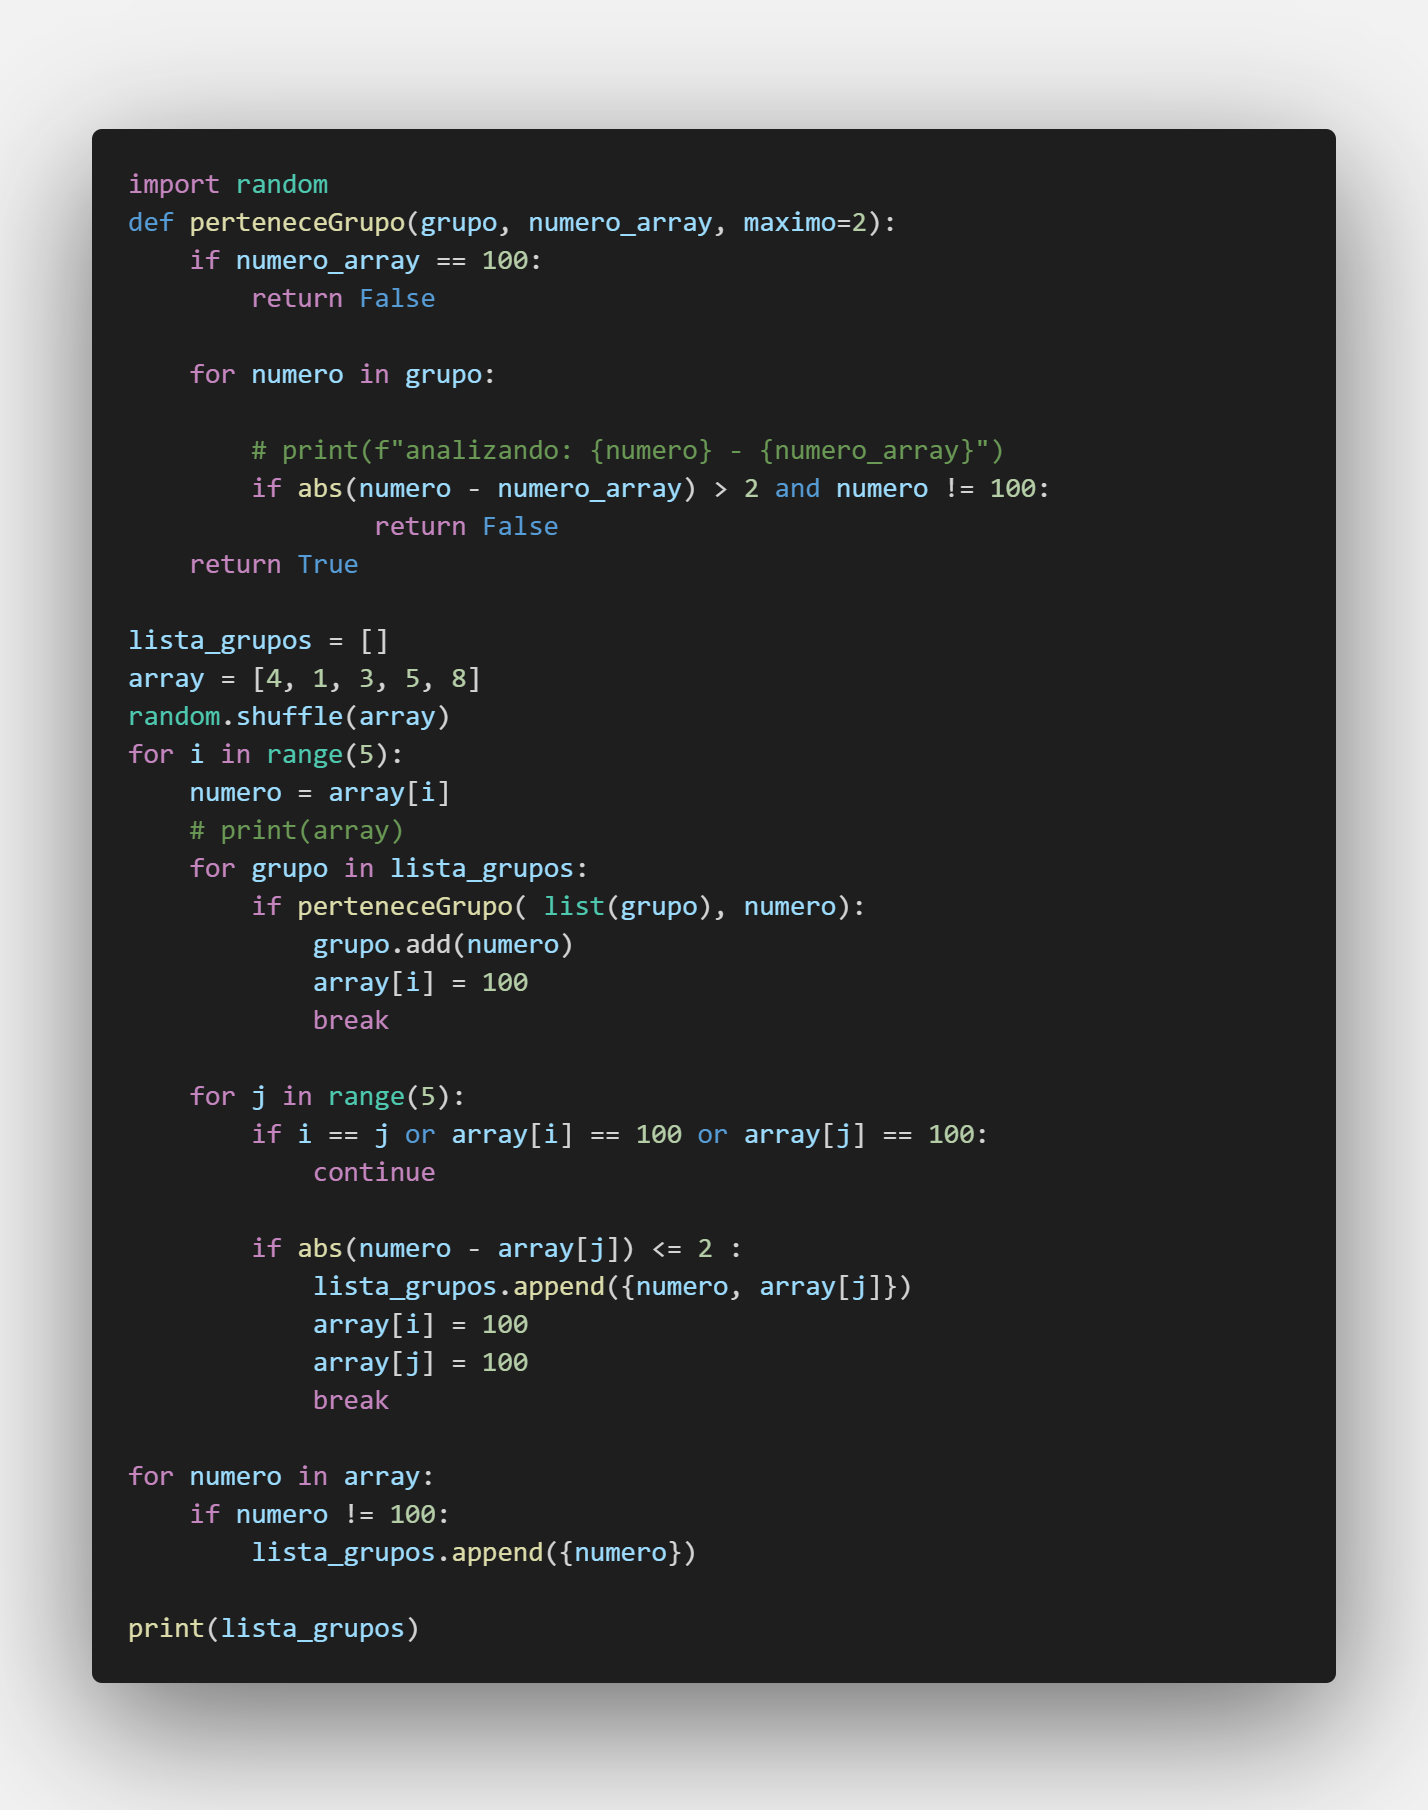 import random
def perteneceGrupo(grupo, numero_array, maximo=2):
    if numero_array == 100:
        return False

    for numero in grupo:

        # print(f"analizando: {numero} - {numero_array}")
        if abs(numero - numero_array) > 2 and numero != 100:
                return False
    return True

lista_grupos = []
array = [4, 1, 3, 5, 8]
random.shuffle(array)
for i in range(5):
    numero = array[i]
    # print(array)
    for grupo in lista_grupos:
        if perteneceGrupo( list(grupo), numero):
            grupo.add(numero)
            array[i] = 100
            break

    for j in range(5):
        if i == j or array[i] == 100 or array[j] == 100:
            continue

        if abs(numero - array[j]) <= 2 :
            lista_grupos.append({numero, array[j]})
            array[i] = 100
            array[j] = 100
            break

for numero in array:
    if numero != 100:
        lista_grupos.append({numero})

print(lista_grupos)